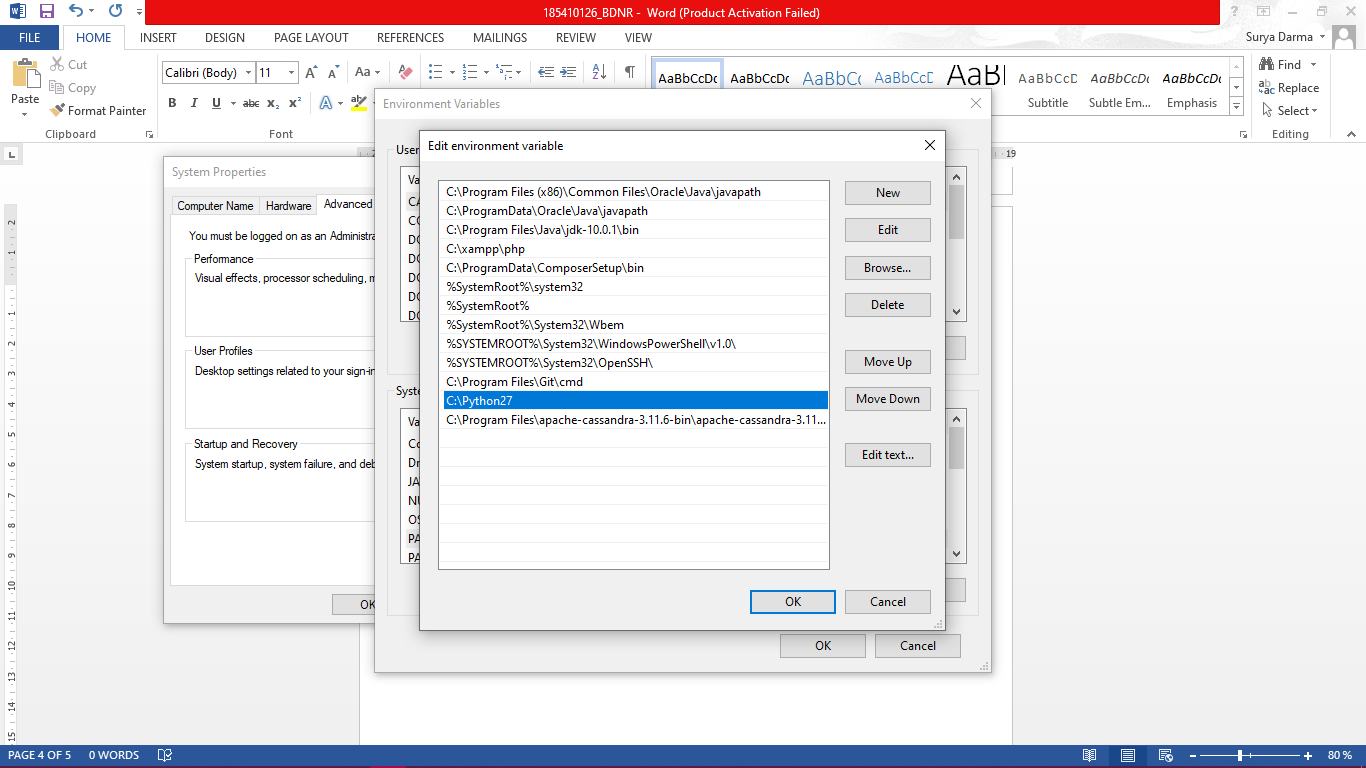 185410126_BDNR - Word (Product Activation Failed)
FILE HOME INSERT DESIGN PAGE LAYOUT REFERENCES MAILINGS REVIEW VIEW Surya Darma
Paste
Cut
Copy
Format Painter
Clipboard
Calibri (Body) 11
B I U abc x₂ x²
Font
AaBbCcDc AaBbCcDc AaBbCc AaBbCcC AaBl AaBbCcD AaBbCcDc AaBbCcDc
Subtitle Subtle Em... Emphasis
Find
Replace
Select
Editing
System Properties
Computer Name Hardware Advanced
You must be logged on as an Administra
Performance
Visual effects, processor scheduling, m
User Profiles
Desktop settings related to your sign-in
Startup and Recovery
System startup, system failure, and deb
OK
Environment Variables
User
Va
CA
CC
DC
DC
DC
DC
DC
Syste
Va
Cc
Dr
JA
NU
OS
PA
PA
OK Cancel
Edit environment variable
C:\Program Files (x86)\Common Files\Oracle\Java\javapath
C:\ProgramData\Oracle\Java\javapath
C:\Program Files\Java\jdk-10.0.1\bin
C:\xampp\php
C:\ProgramData\ComposerSetup\bin
%SystemRoot%\system32
%SystemRoot%
%SystemRoot%\System32\Wbem
%SYSTEMROOT%\System32\WindowsPowerShell\v1.0\
%SYSTEMROOT%\System32\OpenSSH\
C:\Program Files\Git\cmd
C:\Python27
C:\Program Files\apache-cassandra-3.11.6-bin\apache-cassandra-3.11...
New
Edit
Browse...
Delete
Move Up
Move Down
Edit text...
OK Cancel
PAGE 4 OF 5 0 WORDS 80 %